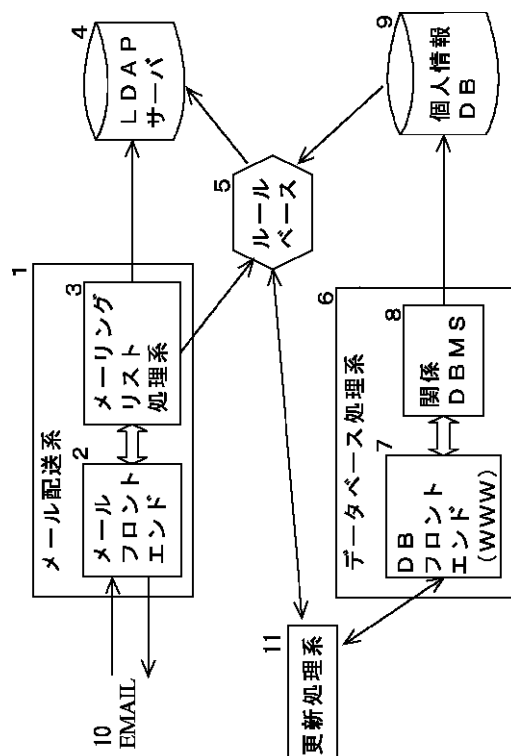 10
EMAIL
メール配送系
1
2
メール
フロント
エンド
3
メーリング
リスト
処理系
4
LDAP
サーバ
5
ルール
ベース
11
更新処理系
データベース処理系
6
7
DB
フロント
エンド
(WWW)
8
関係
DBMS
9
個人情報
DB